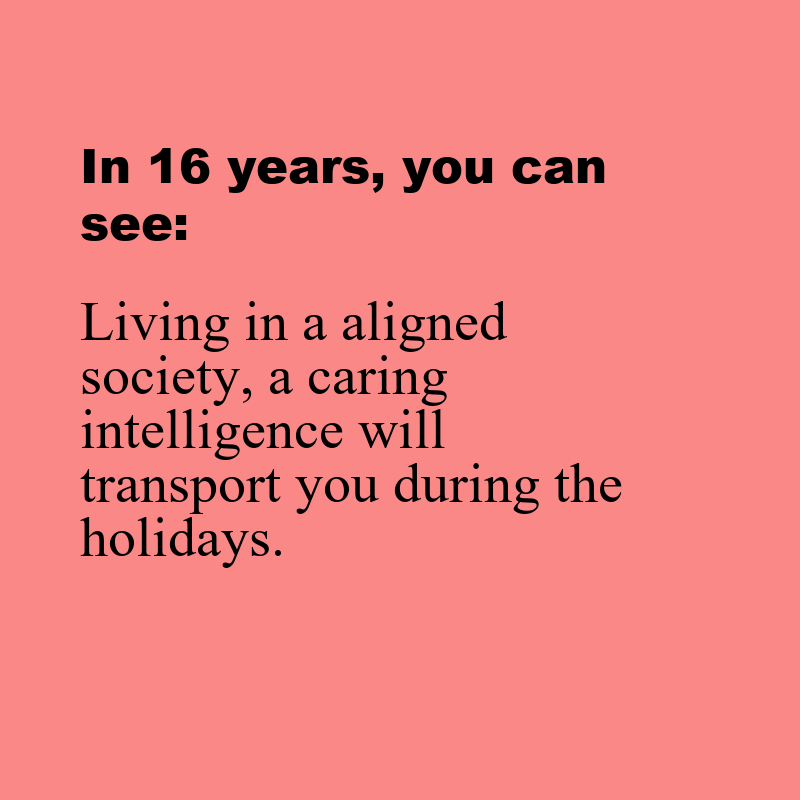 In 16 years, you can
see:
Living in a aligned
society, a caring
intelligence will
transport you during the
holidays.